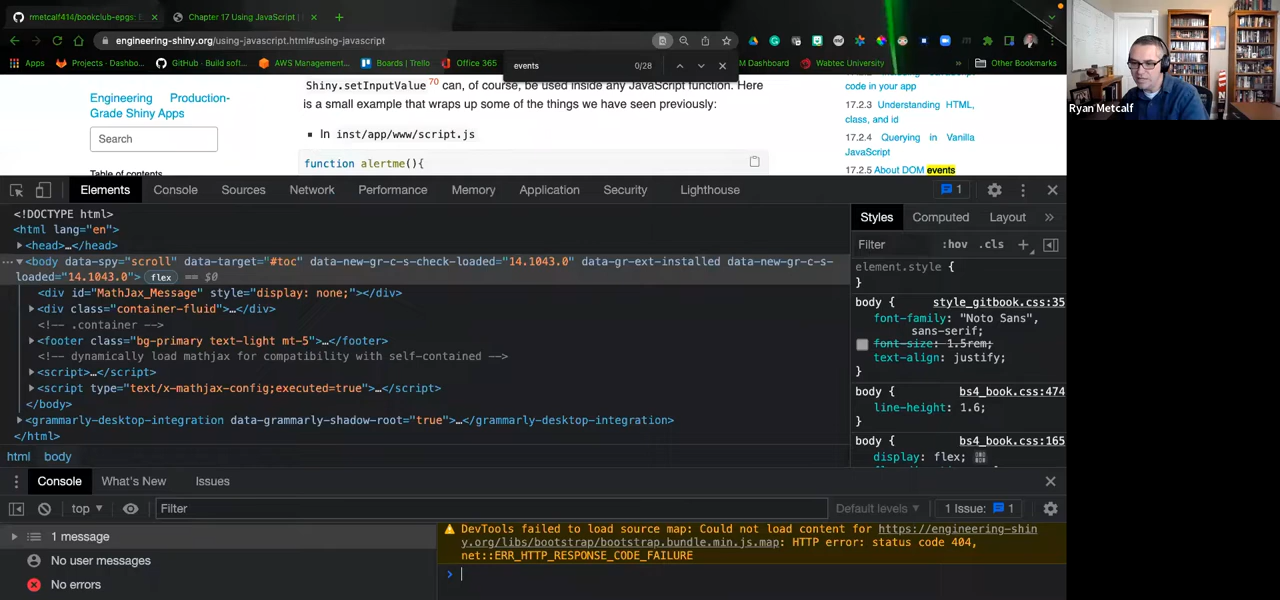 rmetcalf414/bookclub-epgs: E
Chapter 17 Using JavaScript | E
engineering-shiny.org/using-javascript.html#using-javascript
Apps
Projects · Dashbo...
GitHub · Build soft...
AWS Management...
Boards | Trello
Office 365
M Dashboard
Wabtec University
Other Bookmarks
events
0/28
Ryan Metcalf
Engineering Production-
Grade Shiny Apps
Search
Table of contents
Shiny.setInputValue 70 can, of course, be used inside any JavaScript function. Here
is a small example that wraps up some of the things we have seen previously:
In inst/app/www/script.js
function alertme(){
code in your app
17.2.3 Understanding HTML,
class, and id
17.2.4 Querying in Vanilla
JavaScript
17.2.5 About DOM events
Elements
Console
Sources
Network
Performance
Memory
Application
Security
Lighthouse
1
<!DOCTYPE html>
<html lang="en">
<head>…</head>
<body data-spy="scroll" data-target="#toc" data-new-gr-c-s-check-loaded="14.1043.0" data-gr-ext-installed data-new-gr-c-s-
loaded="14.1043.0"> flex == $0
<div id="MathJax_Message" style="display: none;"></div>
<div class="container-fluid">…</div>
<!-- .container -->
<footer class="bg-primary text-light mt-5">…</footer>
<!-- dynamically load mathjax for compatibility with self-contained -->
<script>…</script>
<script type="text/x-mathjax-config;executed=true">…</script>
</body>
<grammarly-desktop-integration data-grammarly-shadow-root="true">…</grammarly-desktop-integration>
</html>
html body
Styles
Computed
Layout
Filter
:hov .cls
element.style {
}
body { style_gitbook.css:35
font-family: "Noto Sans",
sans-serif;
font-size: 1.5rem;
text-align: justify;
}
body { bs4_book.css:474
line-height: 1.6;
}
body { bs4_book.css:165
display: flex;
Console
What's New
Issues
top
Filter
Default levels
1 Issue: 1
1 message
No user messages
No errors
DevTools failed to load source map: Could not load content for https://engineering-shin
y.org/libs/bootstrap/bootstrap.bundle.min.js.map: HTTP error: status code 404,
net::ERR_HTTP_RESPONSE_CODE_FAILURE